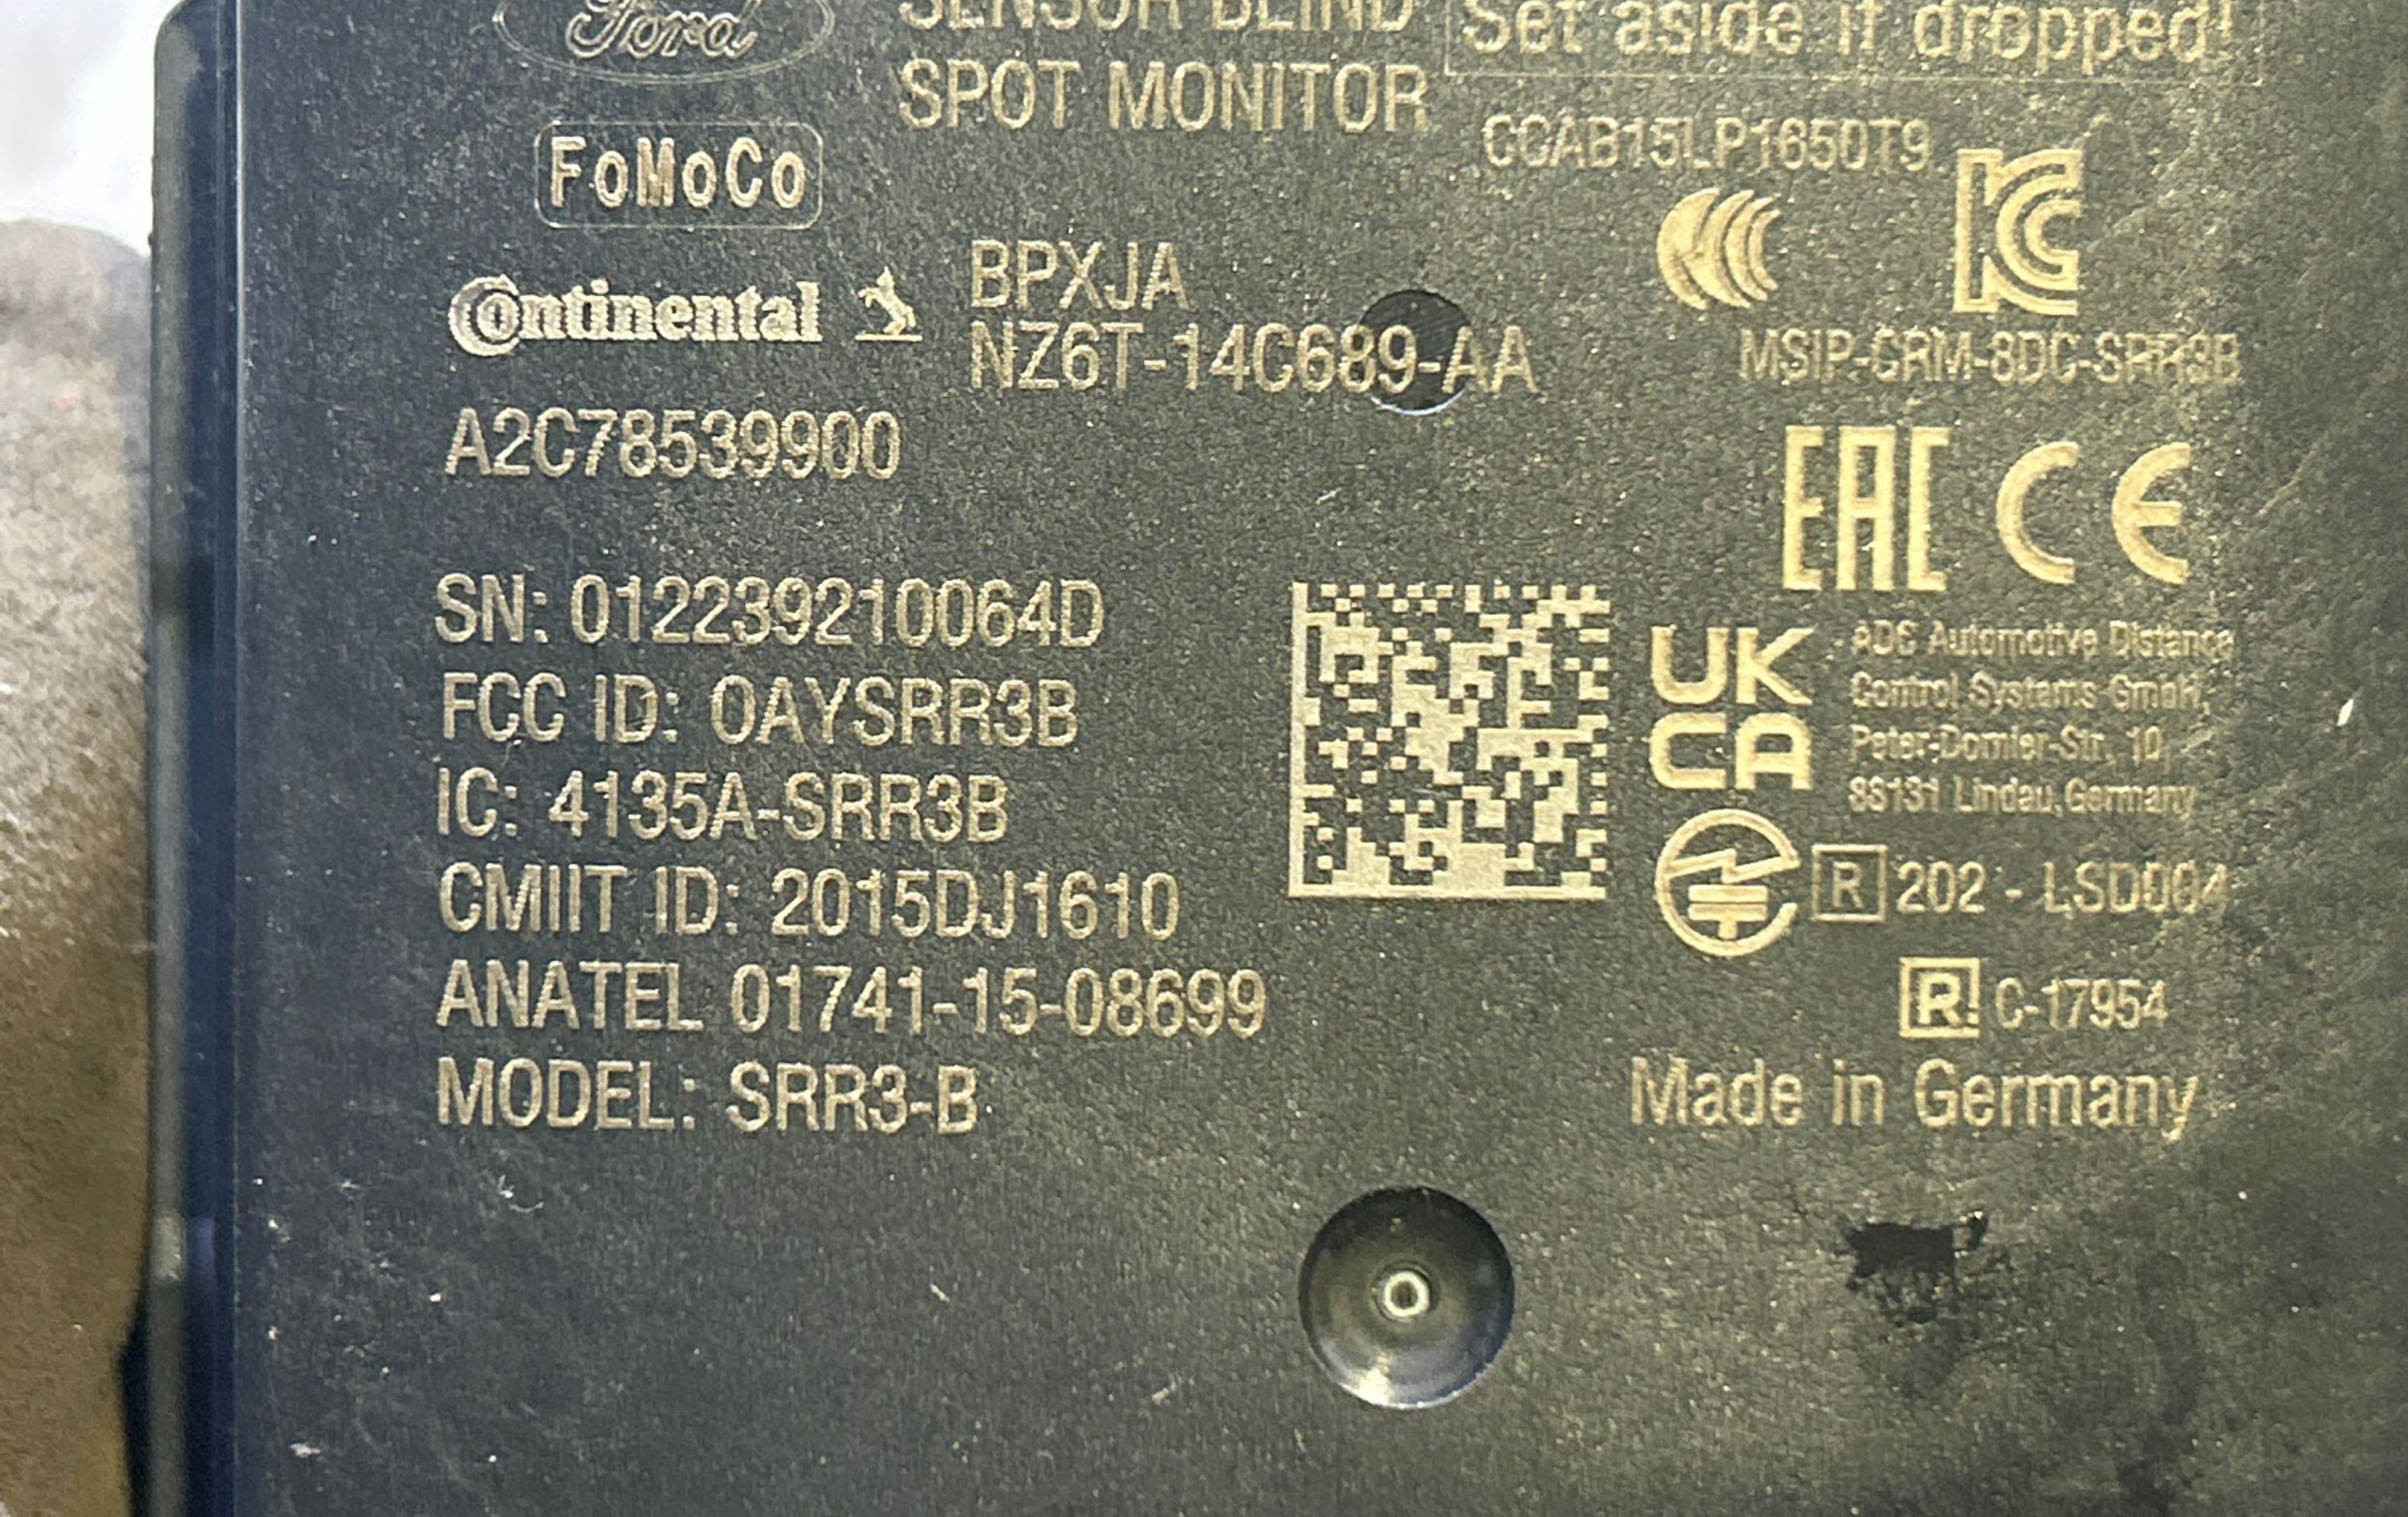 Ford
SENSOR BLIND
SPOT MONITOR
Set aside if dropped!
FoMoCo
CCAB15LP1650T9
Continental
BPXJA
NZ6T-14C689-AA
MSIP-CRM-8DC-SRR3B
A2C78539900
EAC CE
SN: 012239210064D
FCC ID: OAYSRR3B
IC: 4135A-SRR3B
CMIIT ID: 2015DJ1610
ANATEL 01741-15-08699
MODEL: SRR3-B
UK
CA
ADC Automotive Distance
Control Systems GmbH,
Peter-Dornier-Str. 10,
88131 Lindau, Germany
R 202 - LSD004
R C-17954
Made in Germany